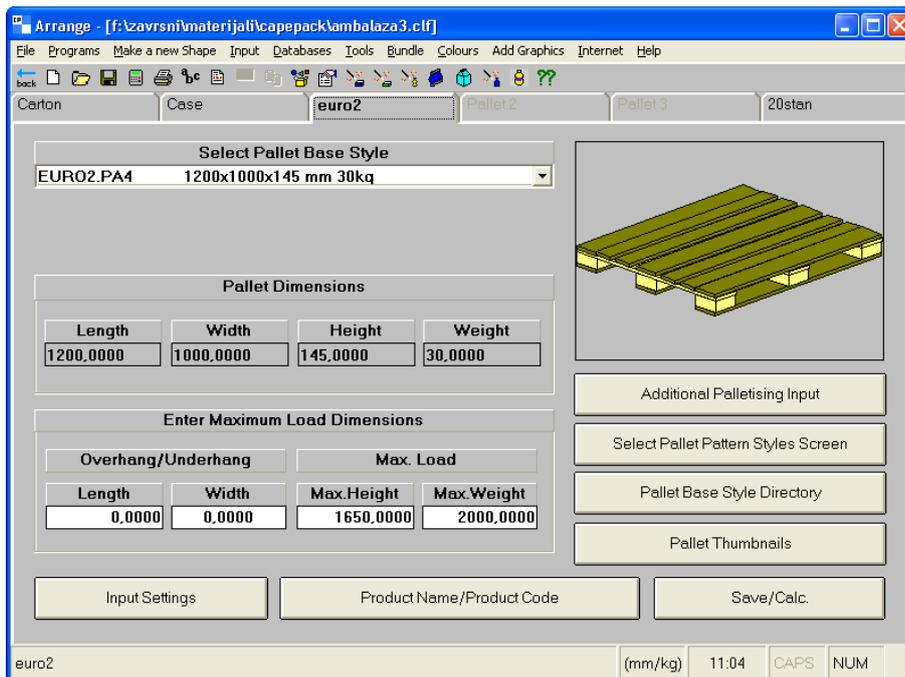 Arrange - [f:\zavrsni\materijali\capepack\ambalaza3.clf]
File Programs Make a new Shape Input Databases Tools Bundle Colours Add Graphics Internet Help
back
Carton Case euro2 Pallet 2 Pallet 3 20stan
Select Pallet Base Style
EURO2.PA4 1200x1000x145 mm 30kg
Pallet Dimensions
Length Width Height Weight
1200,0000 1000,0000 145,0000 30,0000
Additional Palletising Input
Enter Maximum Load Dimensions
Select Pallet Pattern Styles Screen
Overhang/Underhang Max. Load
Length Width Max.Height Max.Weight
Pallet Base Style Directory
0,0000 0,0000 1650,0000 2000,0000
Pallet Thumbnails
Input Settings Product Name/Product Code Save/Calc.
euro2 (mm/kg) 11:04 CAPS NUM